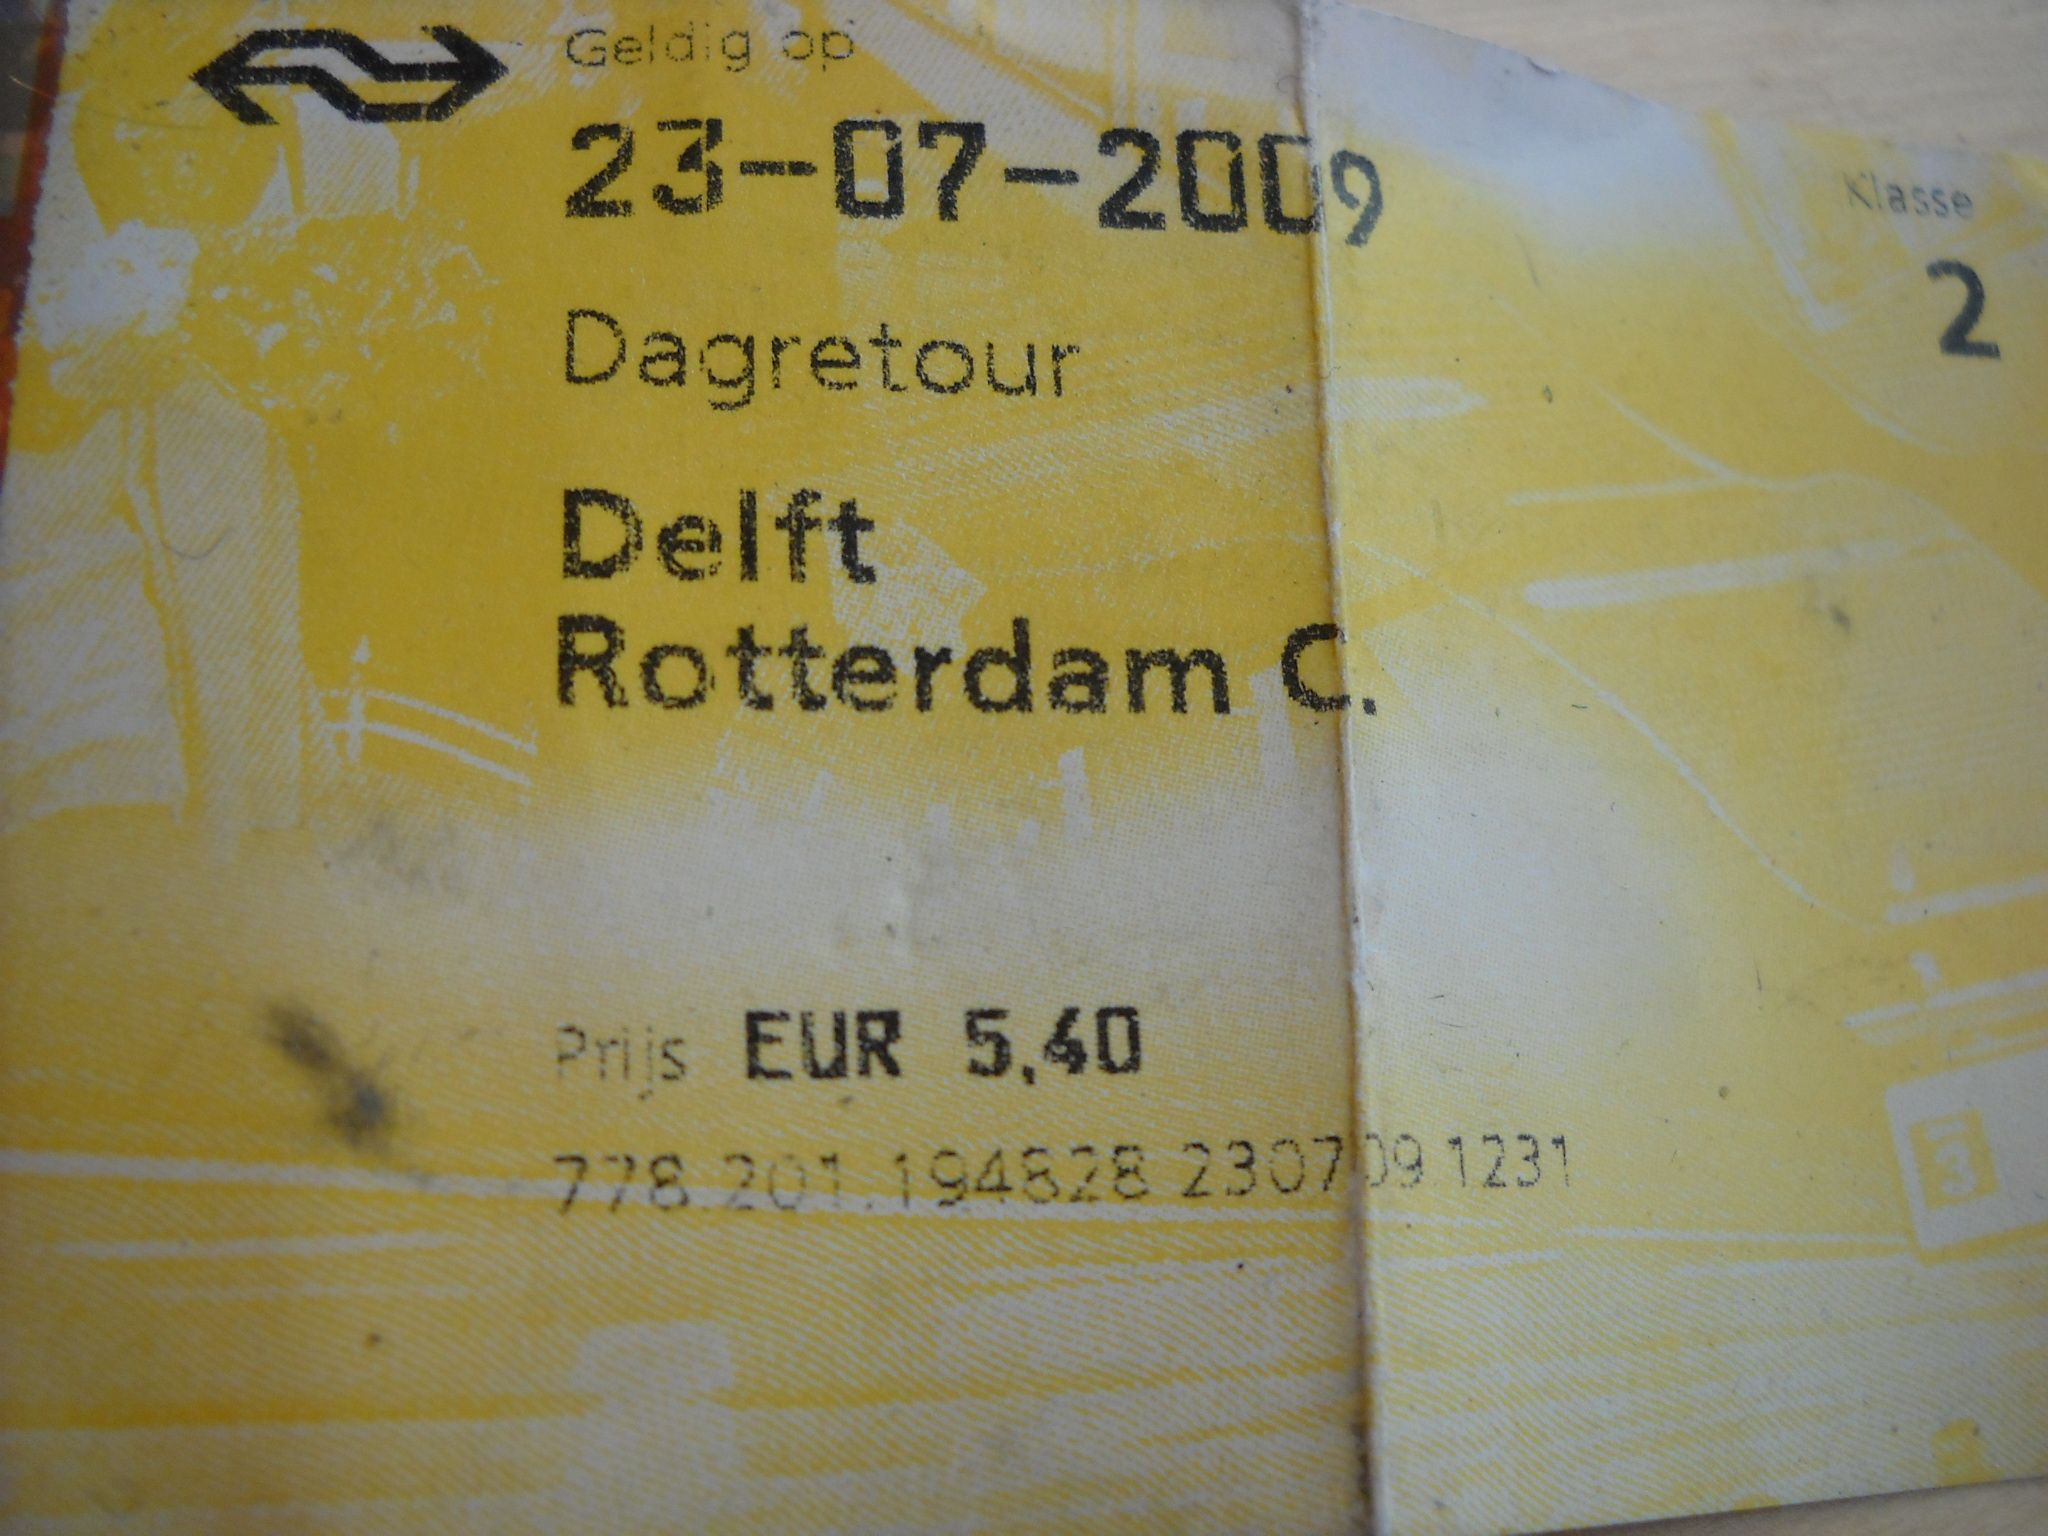 Geldig op
23-07-2009
Klasse
2
Dagretour
Delft
Rotterdam C.
Prijs EUR 5,40
778.201.194828 230709 1231